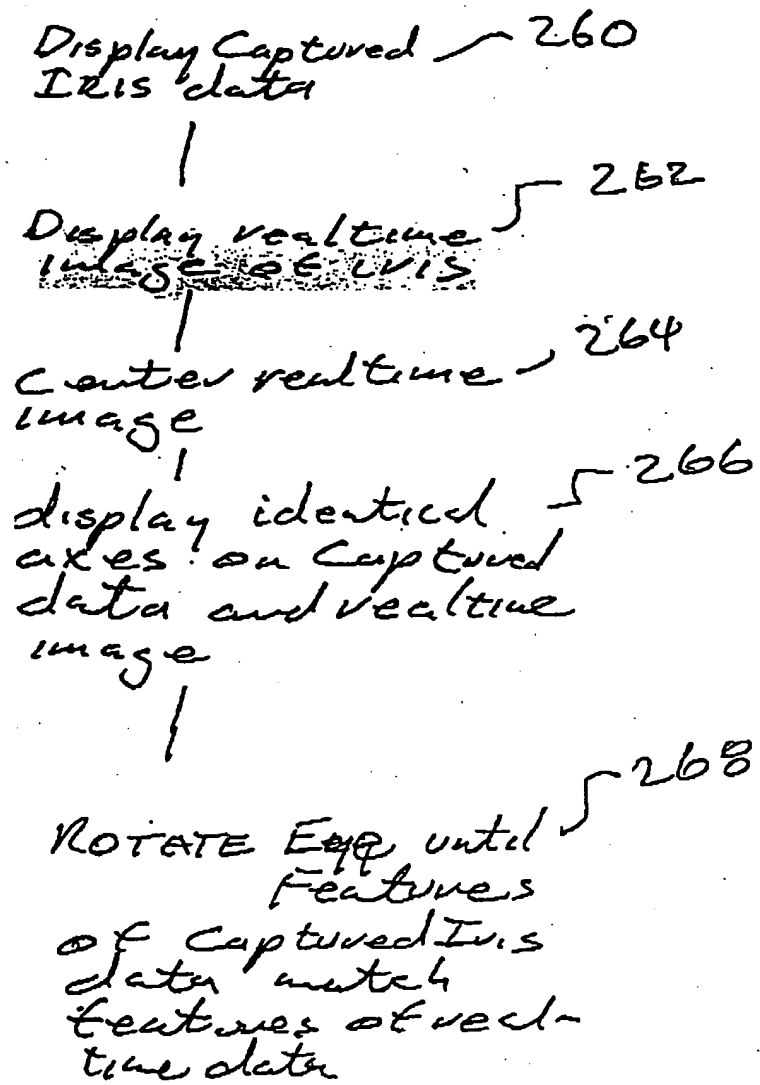 Display Captured 260
IRIS data
262
Display realtime
image of iris
Center realtime 264
image
266
display identical
axes on Captured
data and realtime
image
268
ROTATE until
Features
of Captured Iris
data match
features of real-
time data